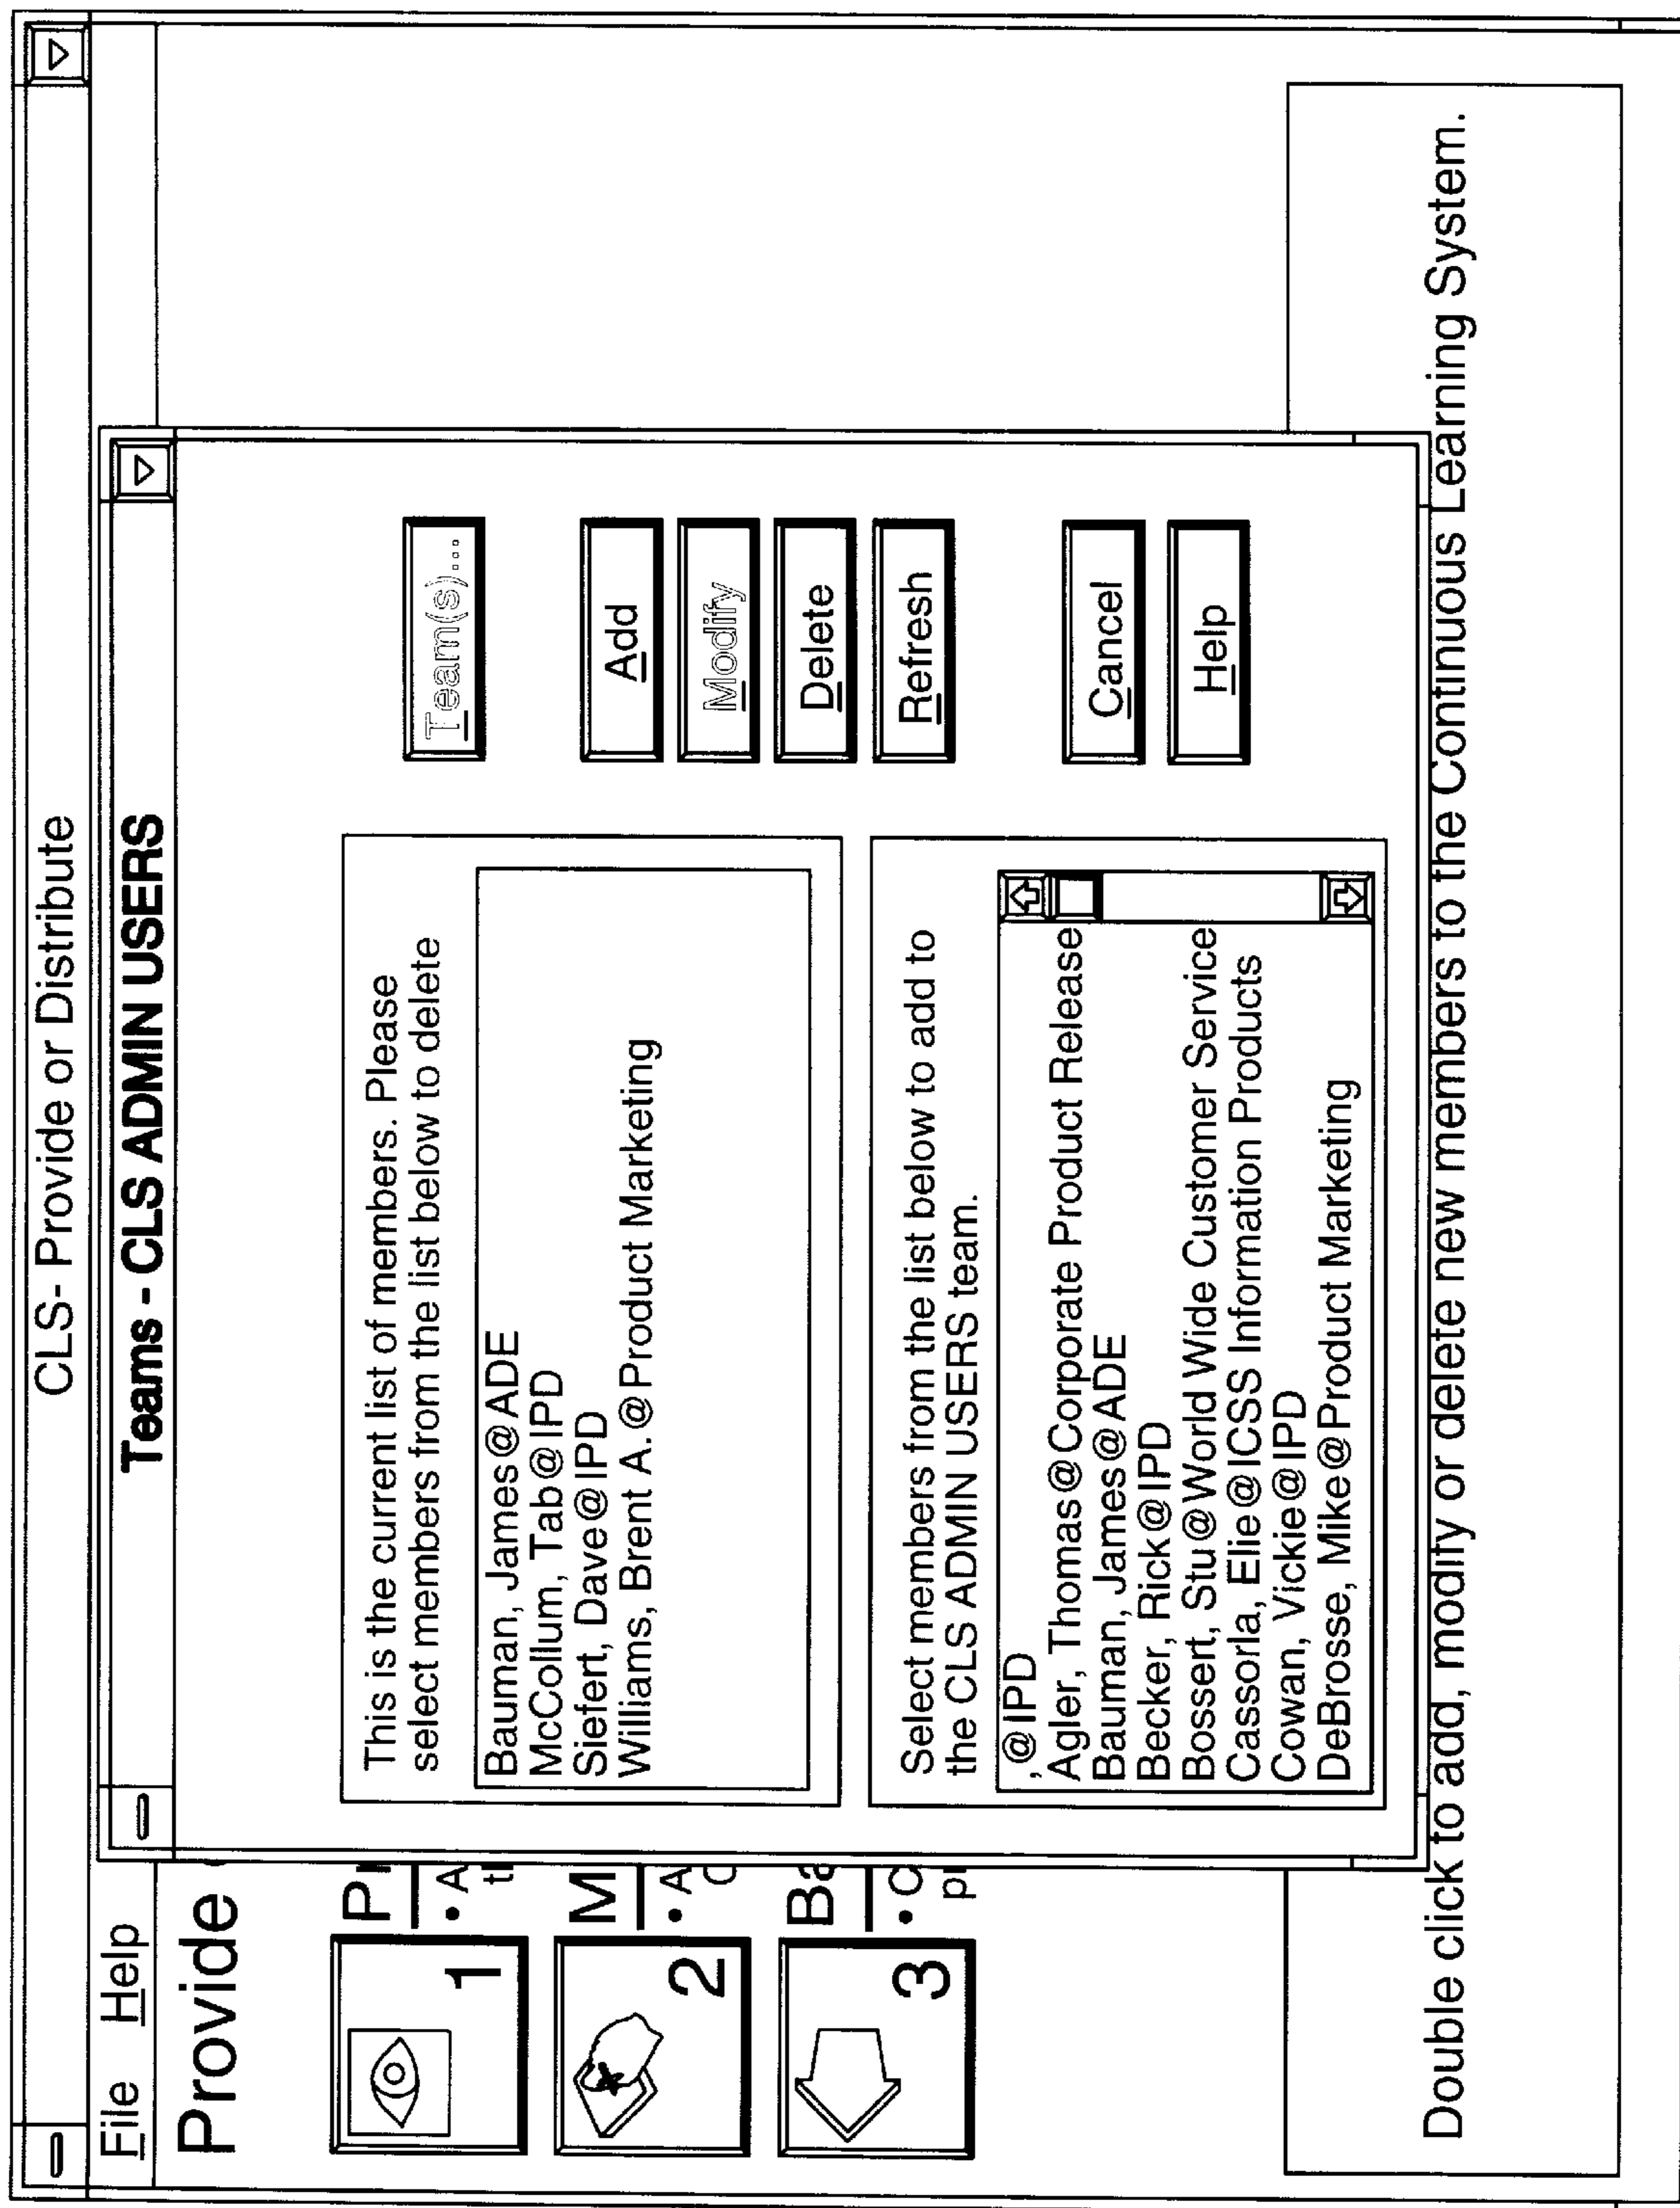 CLS- Provide or Distribute
File Help
Provide
1
2
3
Teams - CLS ADMIN USERS
This is the current list of members. Please
select members from the list below to delete
Bauman, James@ADE
McCollum, Tab@IPD
Siefert, Dave@IPD
Williams, Brent A.@Product Marketing
Select members from the list below to add to
the CLS ADMIN USERS team.
,@IPD
Agler, Thomas@Corporate Product Release
Bauman, James@ADE
Becker, Rick@IPD
Bossert, Stu@World Wide Customer Service
Cassorla, Elie@ICSS Information Products
Cowan, Vickie@IPD
DeBrosse, Mike@Product Marketing
Team(s)...
Add
Modify
Delete
Refresh
Cancel
Help
Double click to add, modify or delete new members to the Continuous Learning System.